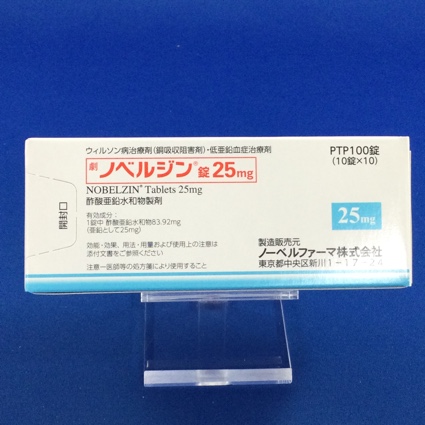 ウィルソン病治療剤(銅吸収阻害剤)・低亜鉛血症治療剤
PTP100錠
(10錠×10)
劇 ノベルジン®錠25mg
NOBELZIN® Tablets 25mg
酢酸亜鉛水和物製剤
開封口
25mg
有効成分:
1錠中 酢酸亜鉛水和物83.92mg
(亜鉛として25mg)
効能・効果、用法・用量および使用上の注意は
添付文書をご参照ください
注意-医師等の処方箋により使用すること
製造販売元
ノーベルファーマ株式会社
東京都中央区新川1-17-24